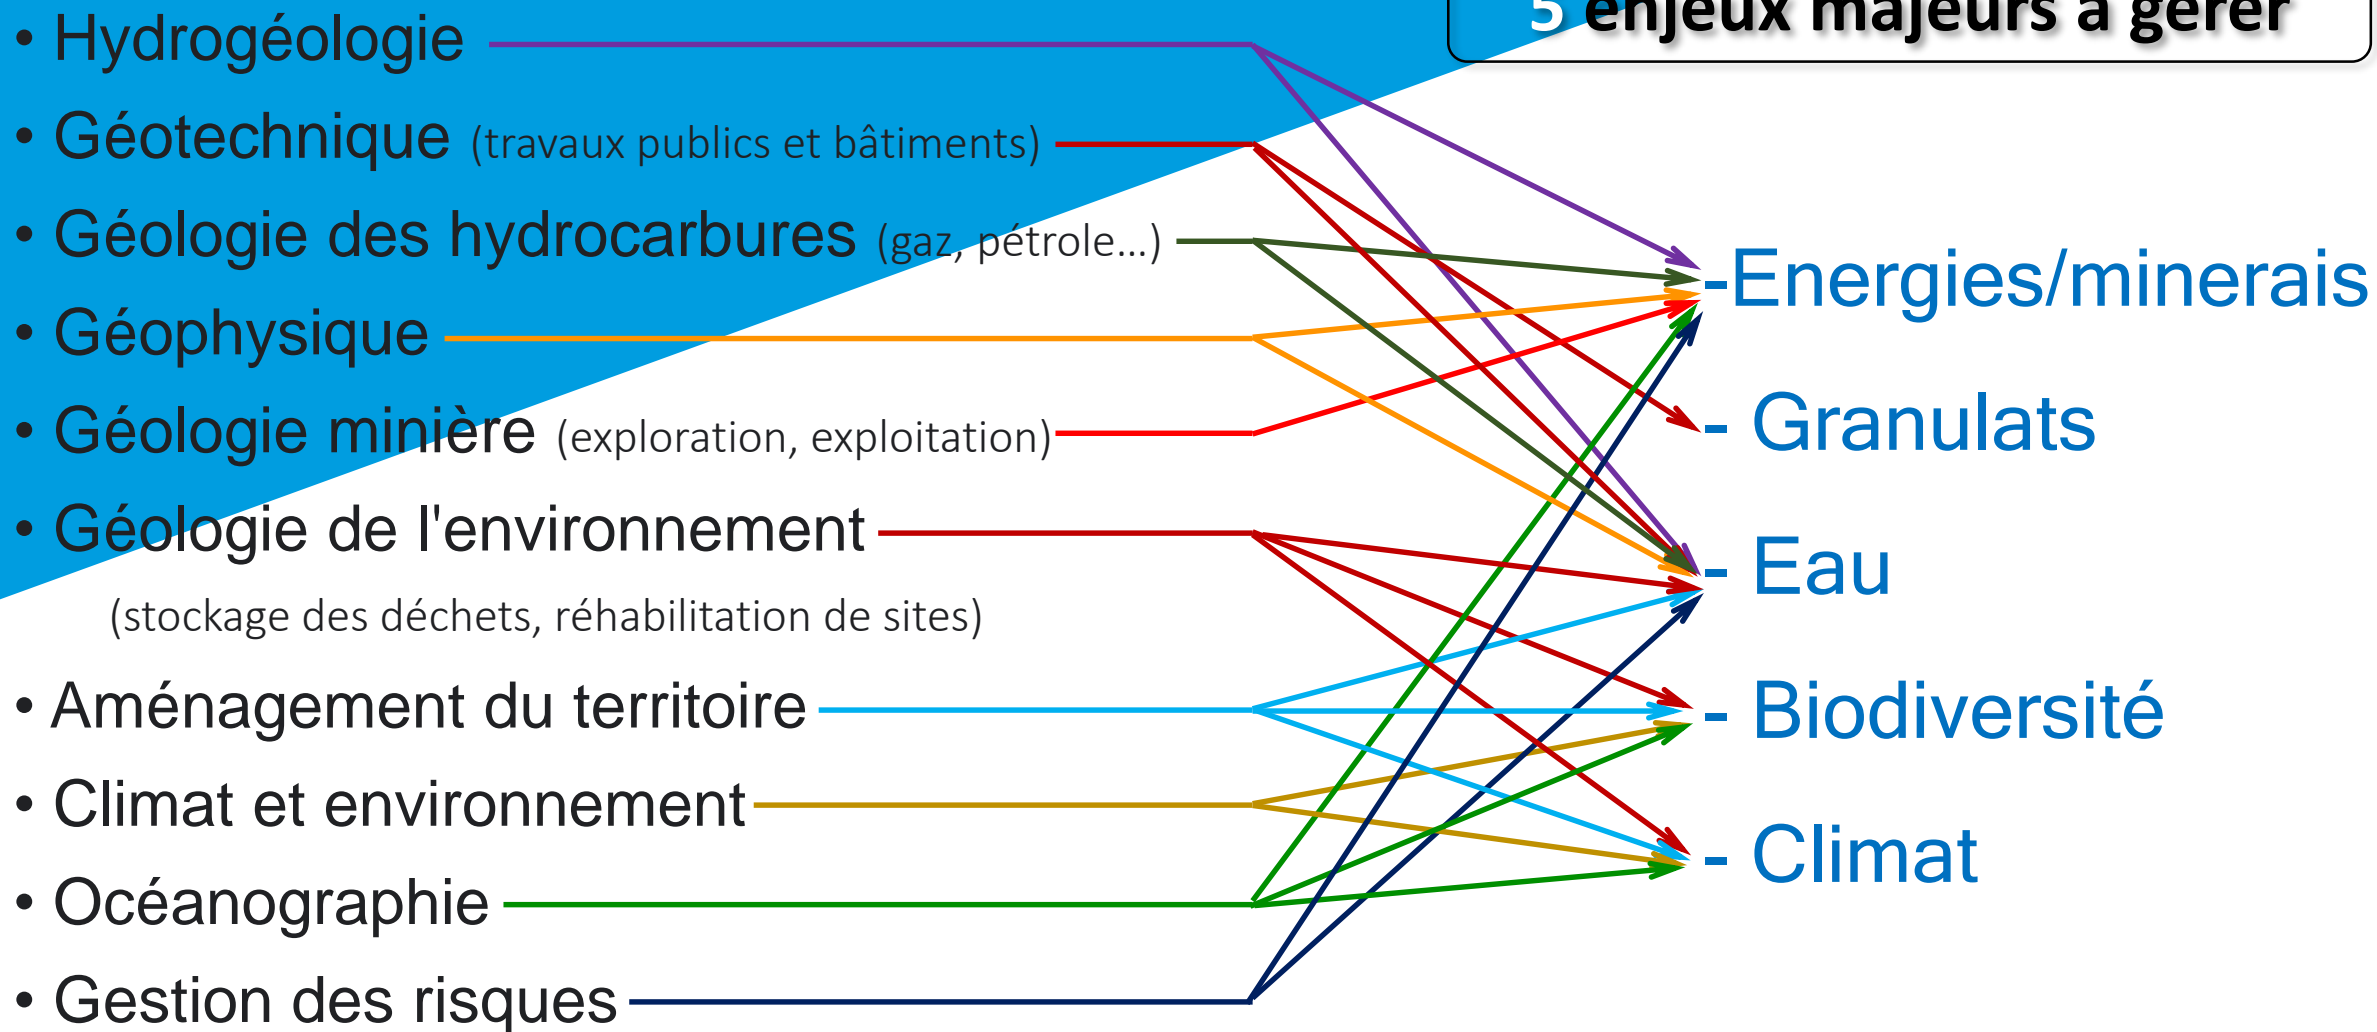 5 enjeux majeurs à gérer
• Hydrogéologie
• Géotechnique (travaux publics et bâtiments)
• Géologie des hydrocarbures (gaz, pétrole...)
• Géophysique
• Géologie minière (exploration, exploitation)
• Géologie de l'environnement
(stockage des déchets, réhabilitation de sites)
• Aménagement du territoire
• Climat et environnement
• Océanographie
• Gestion des risques
-Energies/minerais
- Granulats
- Eau
- Biodiversité
- Climat